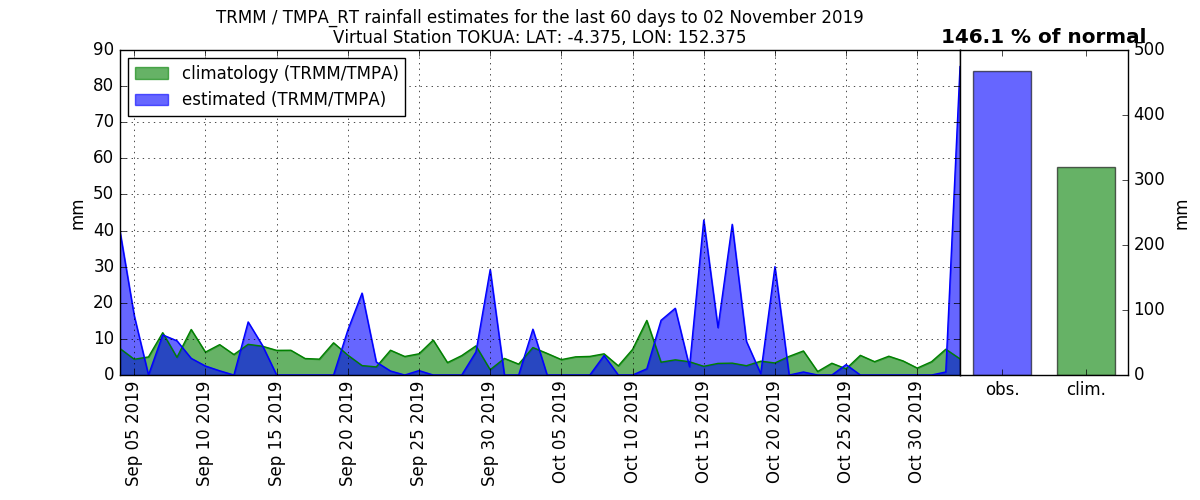 TRMM / TMPA_RT rainfall estimates for the last 60 days to 02 November 2019
Virtual Station TOKUA: LAT: -4.375, LON: 152.375
146.1 % of normal
climatology (TRMM/TMPA)
estimated (TRMM/TMPA)
90
80
70
60
50
40
30
20
10
0
mm
Sep 05 2019
Sep 10 2019
Sep 15 2019
Sep 20 2019
Sep 25 2019
Sep 30 2019
Oct 05 2019
Oct 10 2019
Oct 15 2019
Oct 20 2019
Oct 25 2019
Oct 30 2019
obs.
clim.
500
400
300
200
100
0
mm